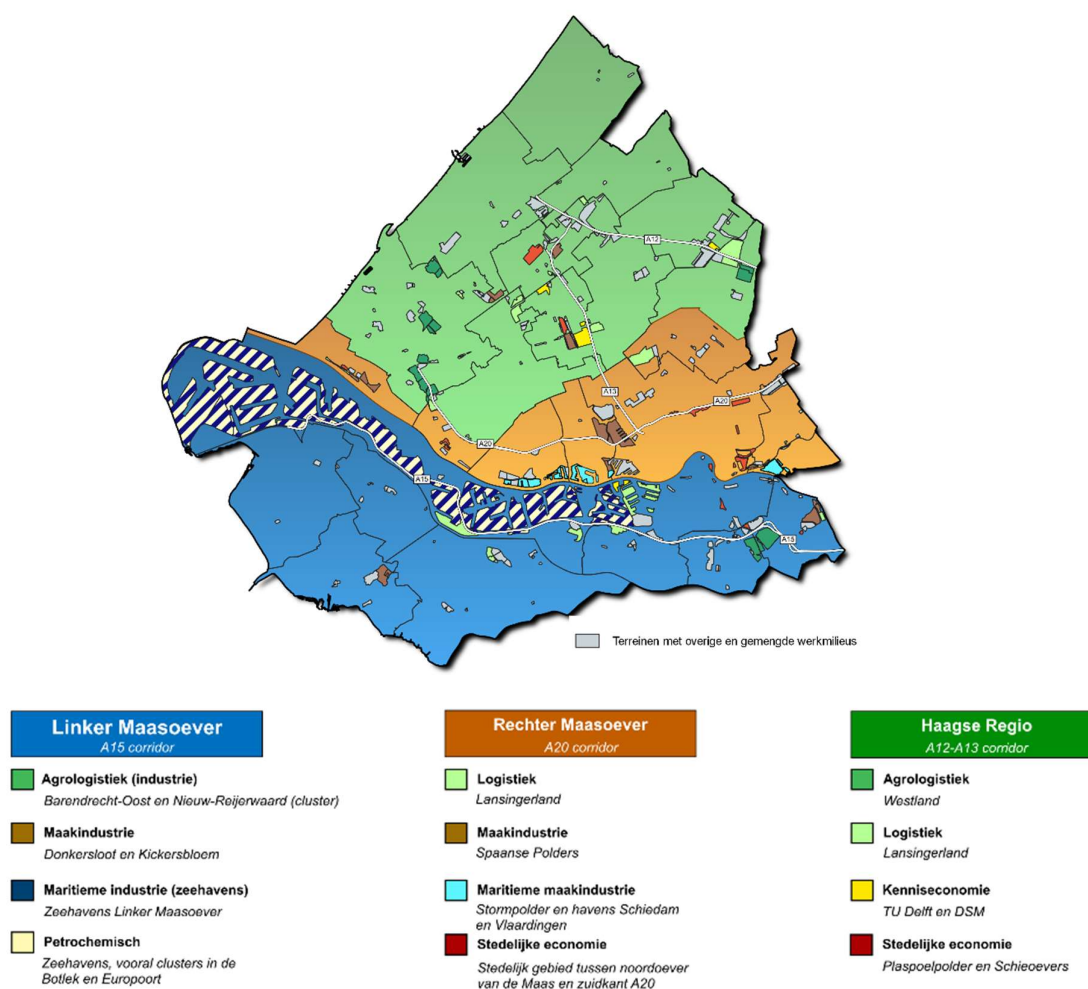 A12
A13
A20
A20
A15
A15
Terreinen met overige en gemengde werkmilieus
Linker Maasoever
A15 corridor
Agrologistiek (industrie)
Barendrecht-Oost en Nieuw-Reijerwaard (cluster)
Maakindustrie
Donkersloot en Kickersbloem
Maritieme industrie (zeehavens)
Zeehavens Linker Maasoever
Petrochemisch
Zeehavens, vooral clusters in de
Botlek en Europoort
Rechter Maasoever
A20 corridor
Logistiek
Lansingerland
Maakindustrie
Spaanse Polders
Maritieme maakindustrie
Stormpolder en havens Schiedam
en Vlaardingen
Stedelijke economie
Stedelijk gebied tussen noordoever
van de Maas en zuidkant A20
Haagse Regio
A12-A13 corridor
Agrologistiek
Westland
Logistiek
Lansingerland
Kenniseconomie
TU Delft en DSM
Stedelijke economie
Plaspoelpolder en Schieoevers